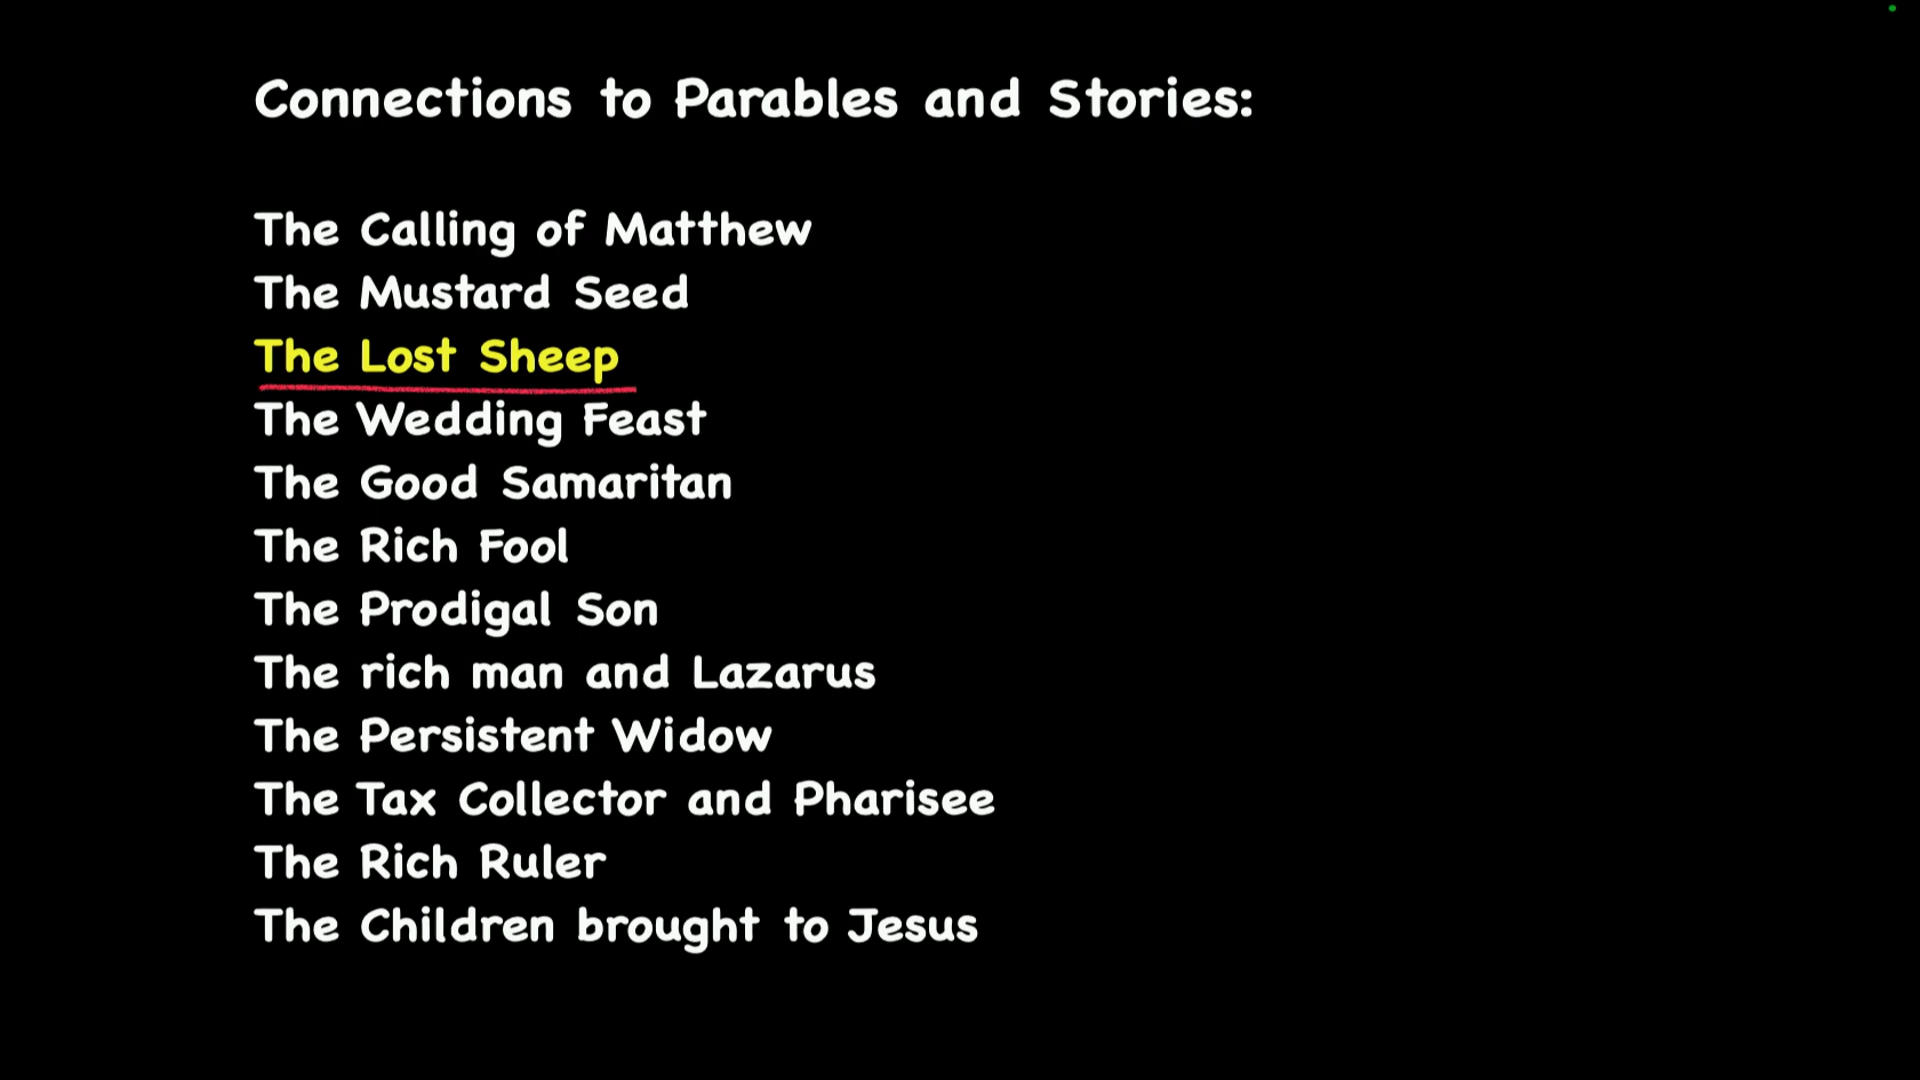 Connections to Parables and Stories:
The Calling of Matthew
The Mustard Seed
The Lost Sheep
The Wedding Feast
The Good Samaritan
The Rich Fool
The Prodigal Son
The rich man and Lazarus
The Persistent Widow
The Tax Collector and Pharisee
The Rich Ruler
The Children brought to Jesus